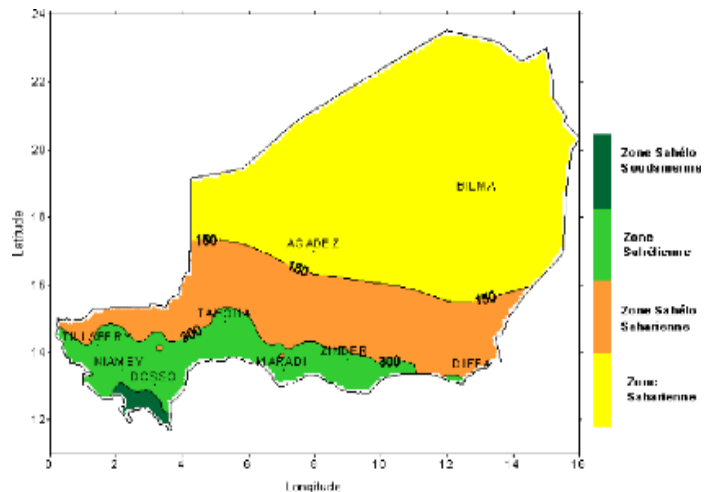 24
22
20
18
16
14
12
Latitude
BILMA
AGADEZ
150
150
150
TAHOUA
TILLABERY
300
NIAMEY
DOSSO
MARADI
ZINDER
300
DIFFA
0
2
4
6
8
10
12
14
16
Longitude
Zone Sahélo
Soudanienne
Zone
Sahélienne
Zone Sahélo
Saharienne
Zone
Saharienne